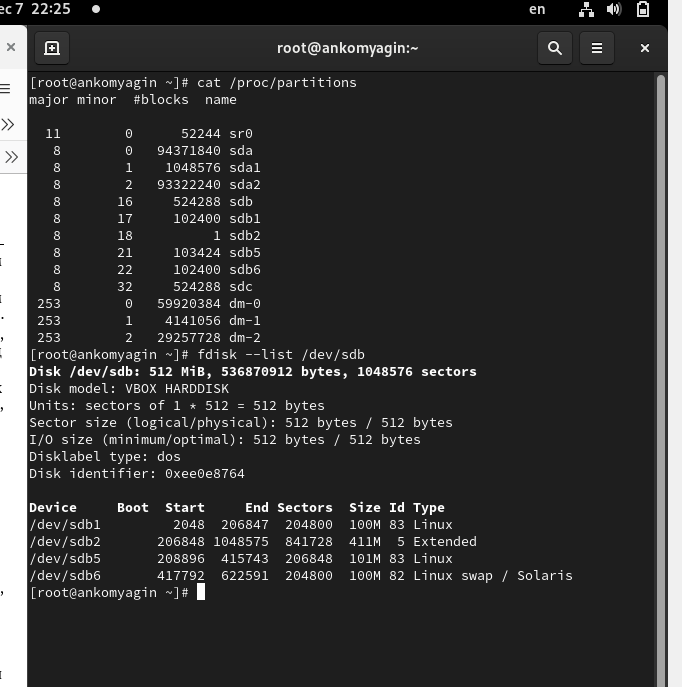 ec 7 22:25 en
root@ankomyagin:~
[root@ankomyagin ~]# cat /proc/partitions
major minor  #blocks  name
11        0      52244 sr0
8        0   94371840 sda
8        1    1048576 sda1
8        2   93322240 sda2
8       16     524288 sdb
8       17     102400 sdb1
8       18          1 sdb2
8       21     103424 sdb5
8       22     102400 sdb6
8       32     524288 sdc
253        0   59920384 dm-0
253        1    4141056 dm-1
253        2   29257728 dm-2
[root@ankomyagin ~]# fdisk --list /dev/sdb
Disk /dev/sdb: 512 MiB, 536870912 bytes, 1048576 sectors
Disk model: VBOX HARDDISK
Units: sectors of 1 * 512 = 512 bytes
Sector size (logical/physical): 512 bytes / 512 bytes
I/O size (minimum/optimal): 512 bytes / 512 bytes
Disklabel type: dos
Disk identifier: 0xee0e8764
Device     Boot  Start     End Sectors  Size Id Type
/dev/sdb1         2048  206847  204800  100M 83 Linux
/dev/sdb2       206848 1048575  841728  411M  5 Extended
/dev/sdb5       208896  415743  206848  101M 83 Linux
/dev/sdb6       417792  622591  204800  100M 82 Linux swap / Solaris
[root@ankomyagin ~]#